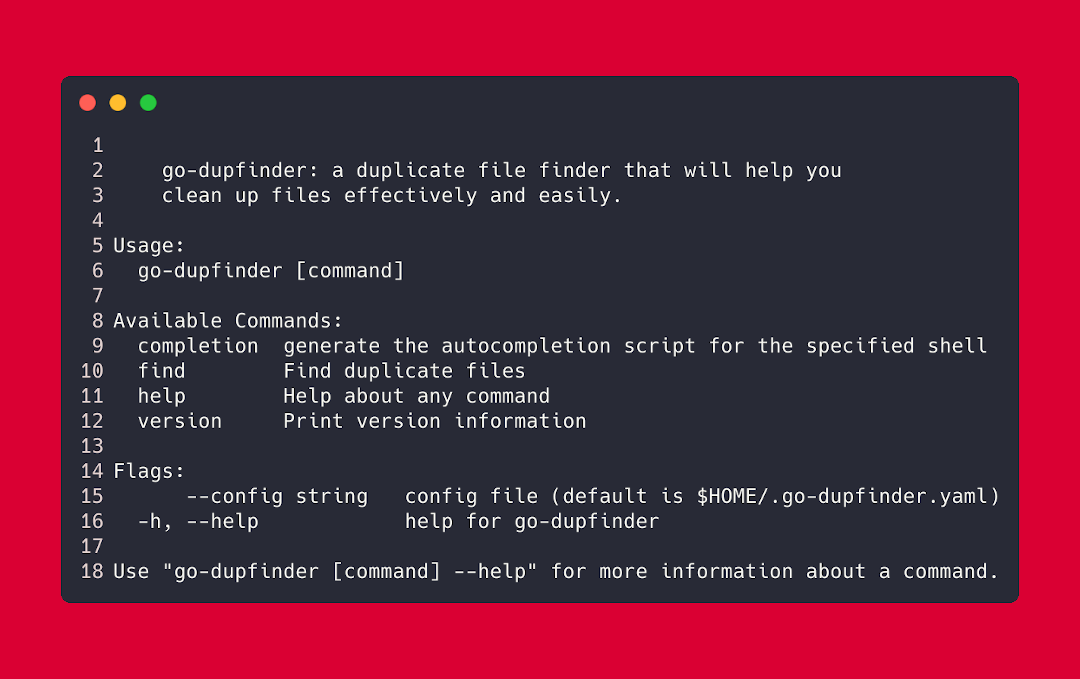 1
2     go-dupfinder: a duplicate file finder that will help you
3     clean up files effectively and easily.
4
5 Usage:
6   go-dupfinder [command]
7
8 Available Commands:
9   completion  generate the autocompletion script for the specified shell
10   find        Find duplicate files
11   help        Help about any command
12   version     Print version information
13
14 Flags:
15       --config string   config file (default is $HOME/.go-dupfinder.yaml)
16   -h, --help            help for go-dupfinder
17
18 Use "go-dupfinder [command] --help" for more information about a command.